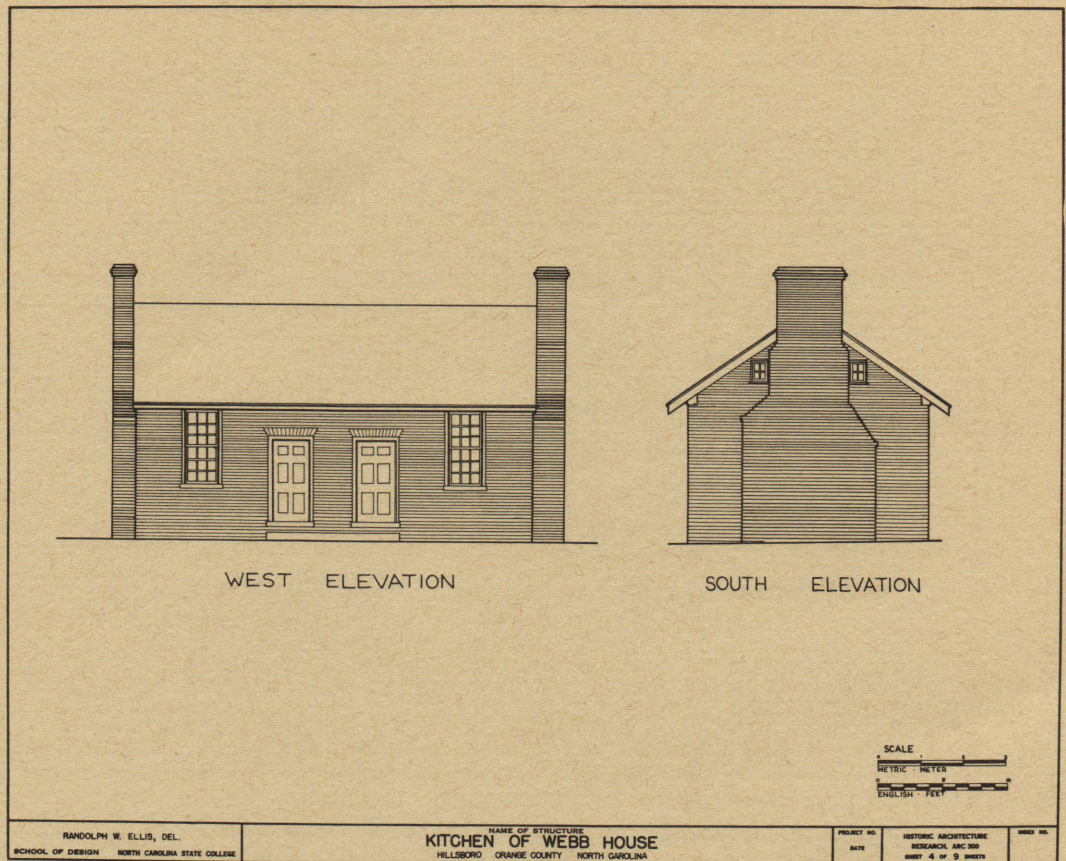 WEST ELEVATION
SOUTH ELEVATION
SCALE
METRIC - METER
ENGLISH - FEET
RANDOLPH W. ELLIS, DEL.
SCHOOL OF DESIGN NORTH CAROLINA STATE COLLEGE
NAME OF STRUCTURE
KITCHEN OF WEBB HOUSE
HILLSBORO ORANGE COUNTY NORTH CAROLINA
PROJECT NO.
DATE
HISTORIC ARCHITECTURE
RESEARCH, ARC 300
SHEET 4 OF 9 SHEETS
INDEX NO.